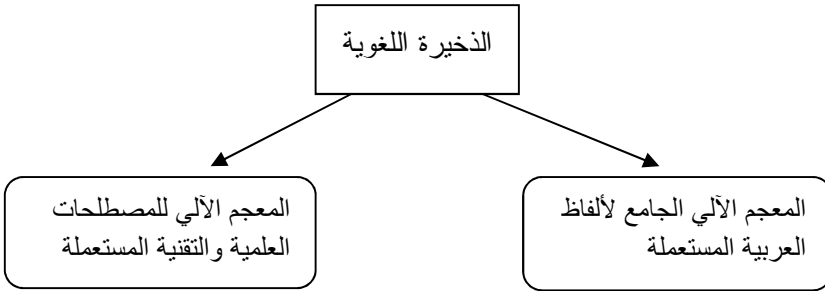 الذخيرة اللغوية
المعجم الآلي الجامع لألفاظ
العربية المستعملة
المعجم الآلي للمصطلحات
العلمية والتقنية المستعملة